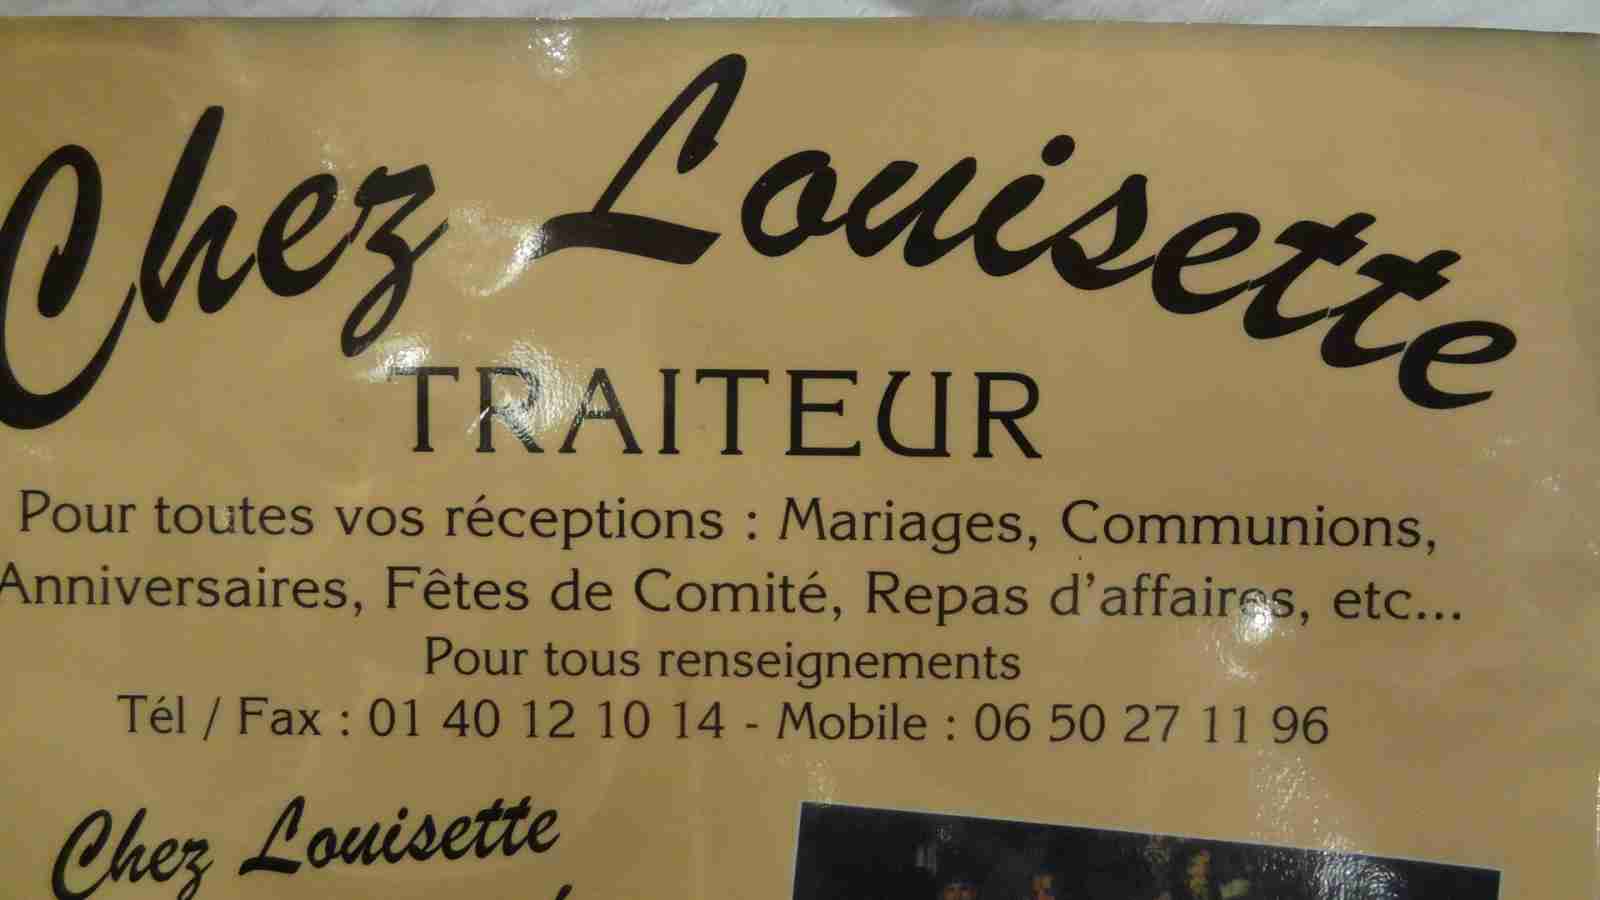 Chez Louisette
TRAITEUR
Pour toutes vos réceptions : Mariages, Communions,
Anniversaires, Fêtes de Comité, Repas d'affaires, etc...
Pour tous renseignements
Tél / Fax : 01 40 12 10 14 - Mobile : 06 50 27 11 96
Chez Louisette